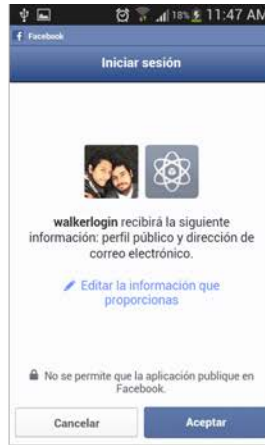 18% 11:47 AM
Facebook
Iniciar sesión
walkerlogin recibirá la siguiente
información: perfil público y dirección de
correo electrónico.
Editar la información que
proporcionas
No se permite que la aplicación publique en
Facebook.
Cancelar Aceptar